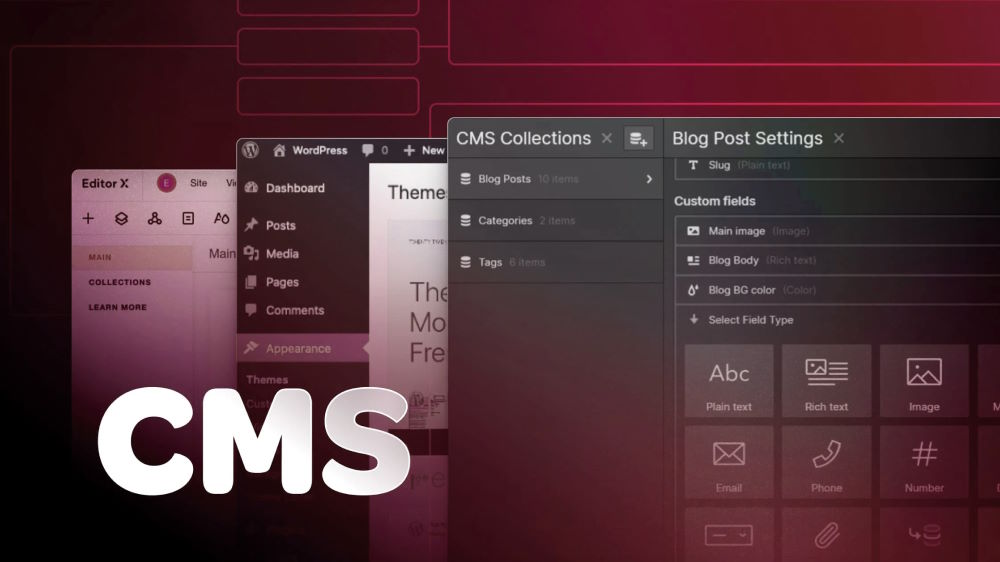 Editor X
E
Site
MAIN
Main
COLLECTIONS
LEARN MORE
WordPress
0
New
Dashboard
Posts
Media
Pages
Comments
Appearance
Themes
The
Mo
Fre
CMS Collections
Blog Posts 10 items
Categories 2 items
Tags 6 items
Blog Post Settings
Slug (Plain text)
Custom fields
Main image (Image)
Blog Body (Rich text)
Blog BG color (Color)
Select Field Type
Abc
Plain text
Rich text
Image
Email
Phone
Number
CMS